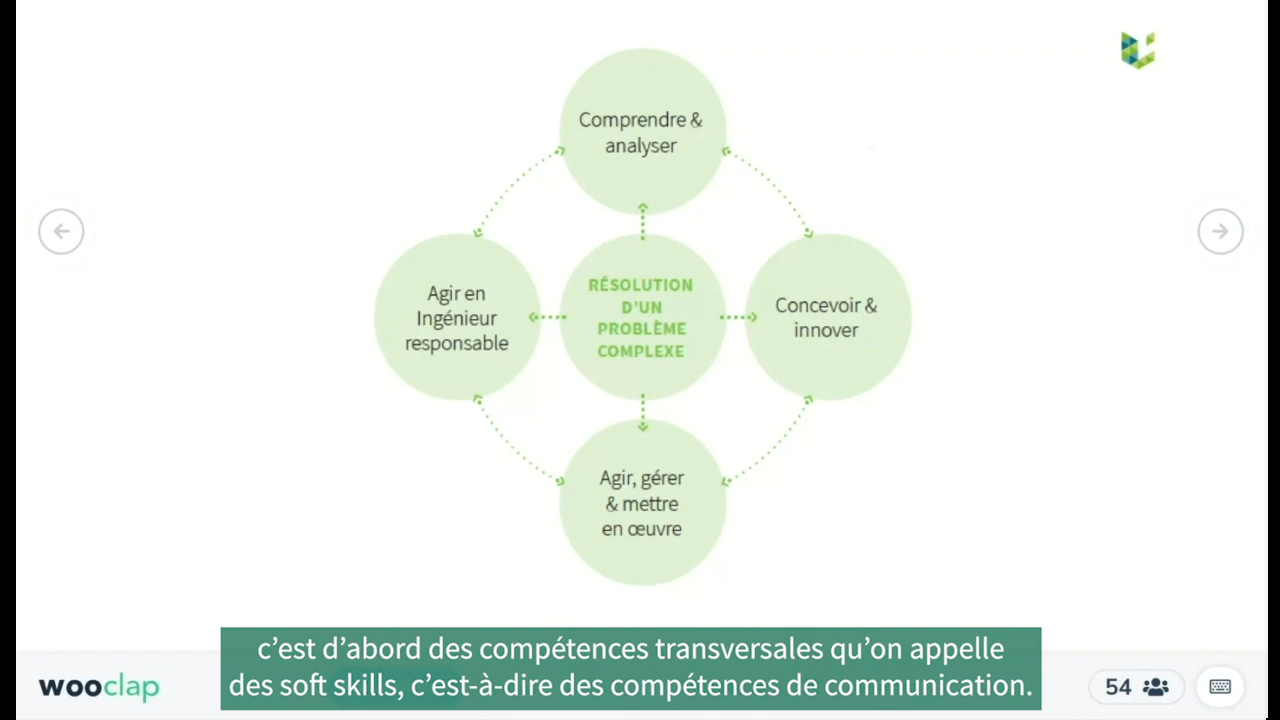 Comprendre &
analyser
Agir en
Ingénieur
responsable
RÉSOLUTION
D'UN
PROBLÈME
COMPLEXE
Concevoir &
innover
Agir, gérer
& mettre
en œuvre
c’est d’abord des compétences transversales qu’on appelle
des soft skills, c’est-à-dire des compétences de communication.
wooclap
54